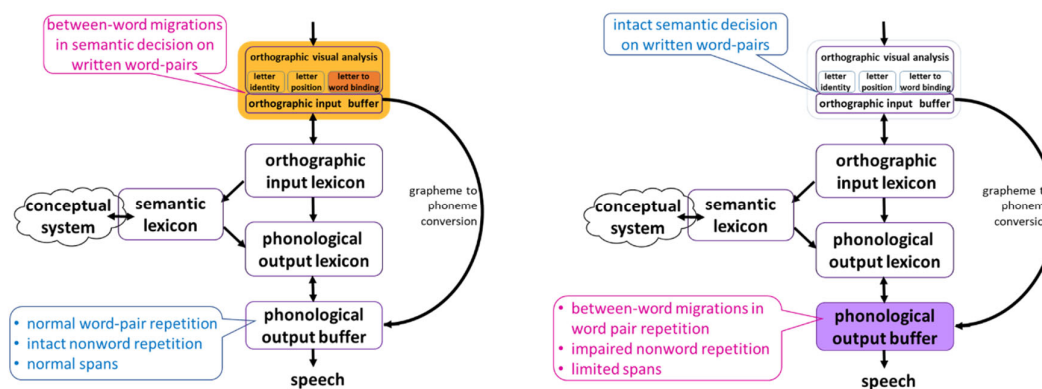 between-word migrations
in semantic decision on
written word-pairs
orthographic visual analysis
letter
identity
letter
position
letter to
word binding
orthographic input buffer
orthographic
input lexicon
conceptual
system
semantic
lexicon
grapheme to
phoneme
conversion
phonological
output lexicon
• normal word-pair repetition
• intact nonword repetition
• normal spans
phonological
output buffer
speech
intact semantic decision
on written word-pairs
orthographic visual analysis
letter
identity
letter
position
letter to
word binding
orthographic input buffer
orthographic
input lexicon
conceptual
system
semantic
lexicon
grapheme to
phoneme
conversion
phonological
output lexicon
• between-word migrations in
word pair repetition
• impaired nonword repetition
• limited spans
phonological
output buffer
speech